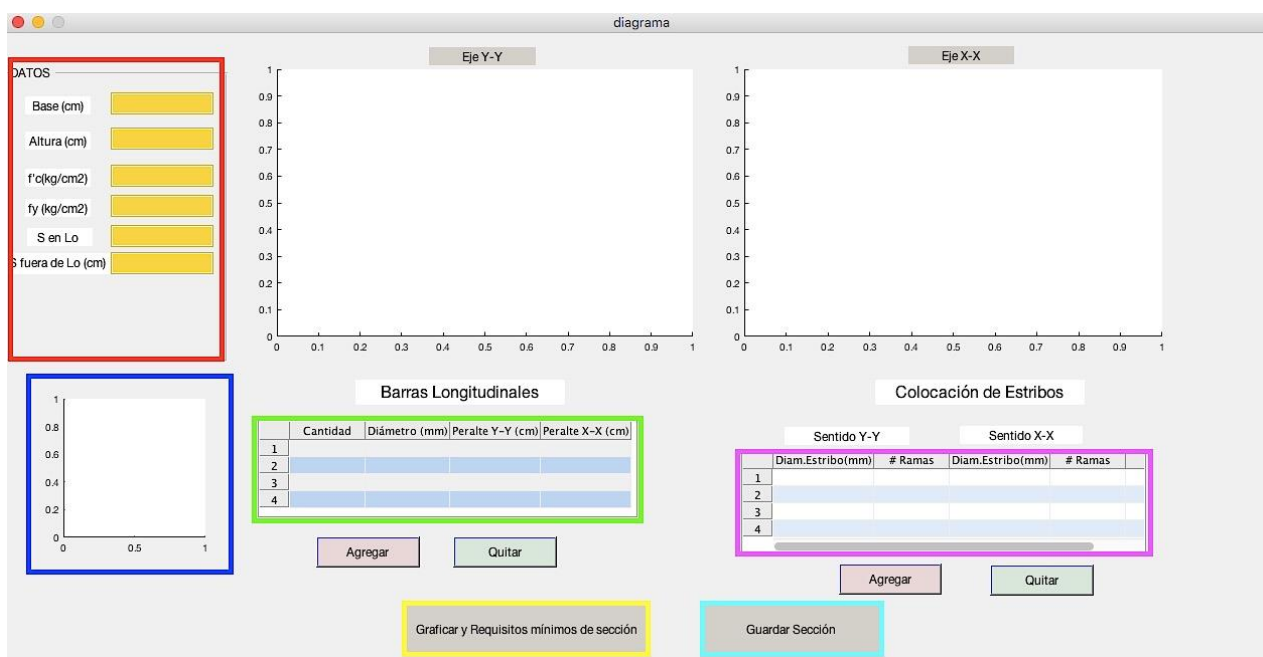 diagrama
DATOS
Base (cm)
Altura (cm)
f'c(kg/cm2)
fy (kg/cm2)
S en Lo
S fuera de Lo (cm)
Eje Y-Y
1
0.9
0.8
0.7
0.6
0.5
0.4
0.3
0.2
0.1
0
0 0.1 0.2 0.3 0.4 0.5 0.6 0.7 0.8 0.9 1
Eje X-X
1
0.9
0.8
0.7
0.6
0.5
0.4
0.3
0.2
0.1
0
0 0.1 0.2 0.3 0.4 0.5 0.6 0.7 0.8 0.9 1
1
0.8
0.6
0.4
0.2
0
0 0.5 1
Barras Longitudinales
Cantidad Diámetro (mm) Peralte Y-Y (cm) Peralte X-X (cm)
1
2
3
4
Agregar Quitar
Colocación de Estribos
Sentido Y-Y Sentido X-X
Diam.Estribo(mm) # Ramas Diam.Estribo(mm) # Ramas
1
2
3
4
Agregar Quitar
Graficar y Requisitos mínimos de sección
Guardar Sección